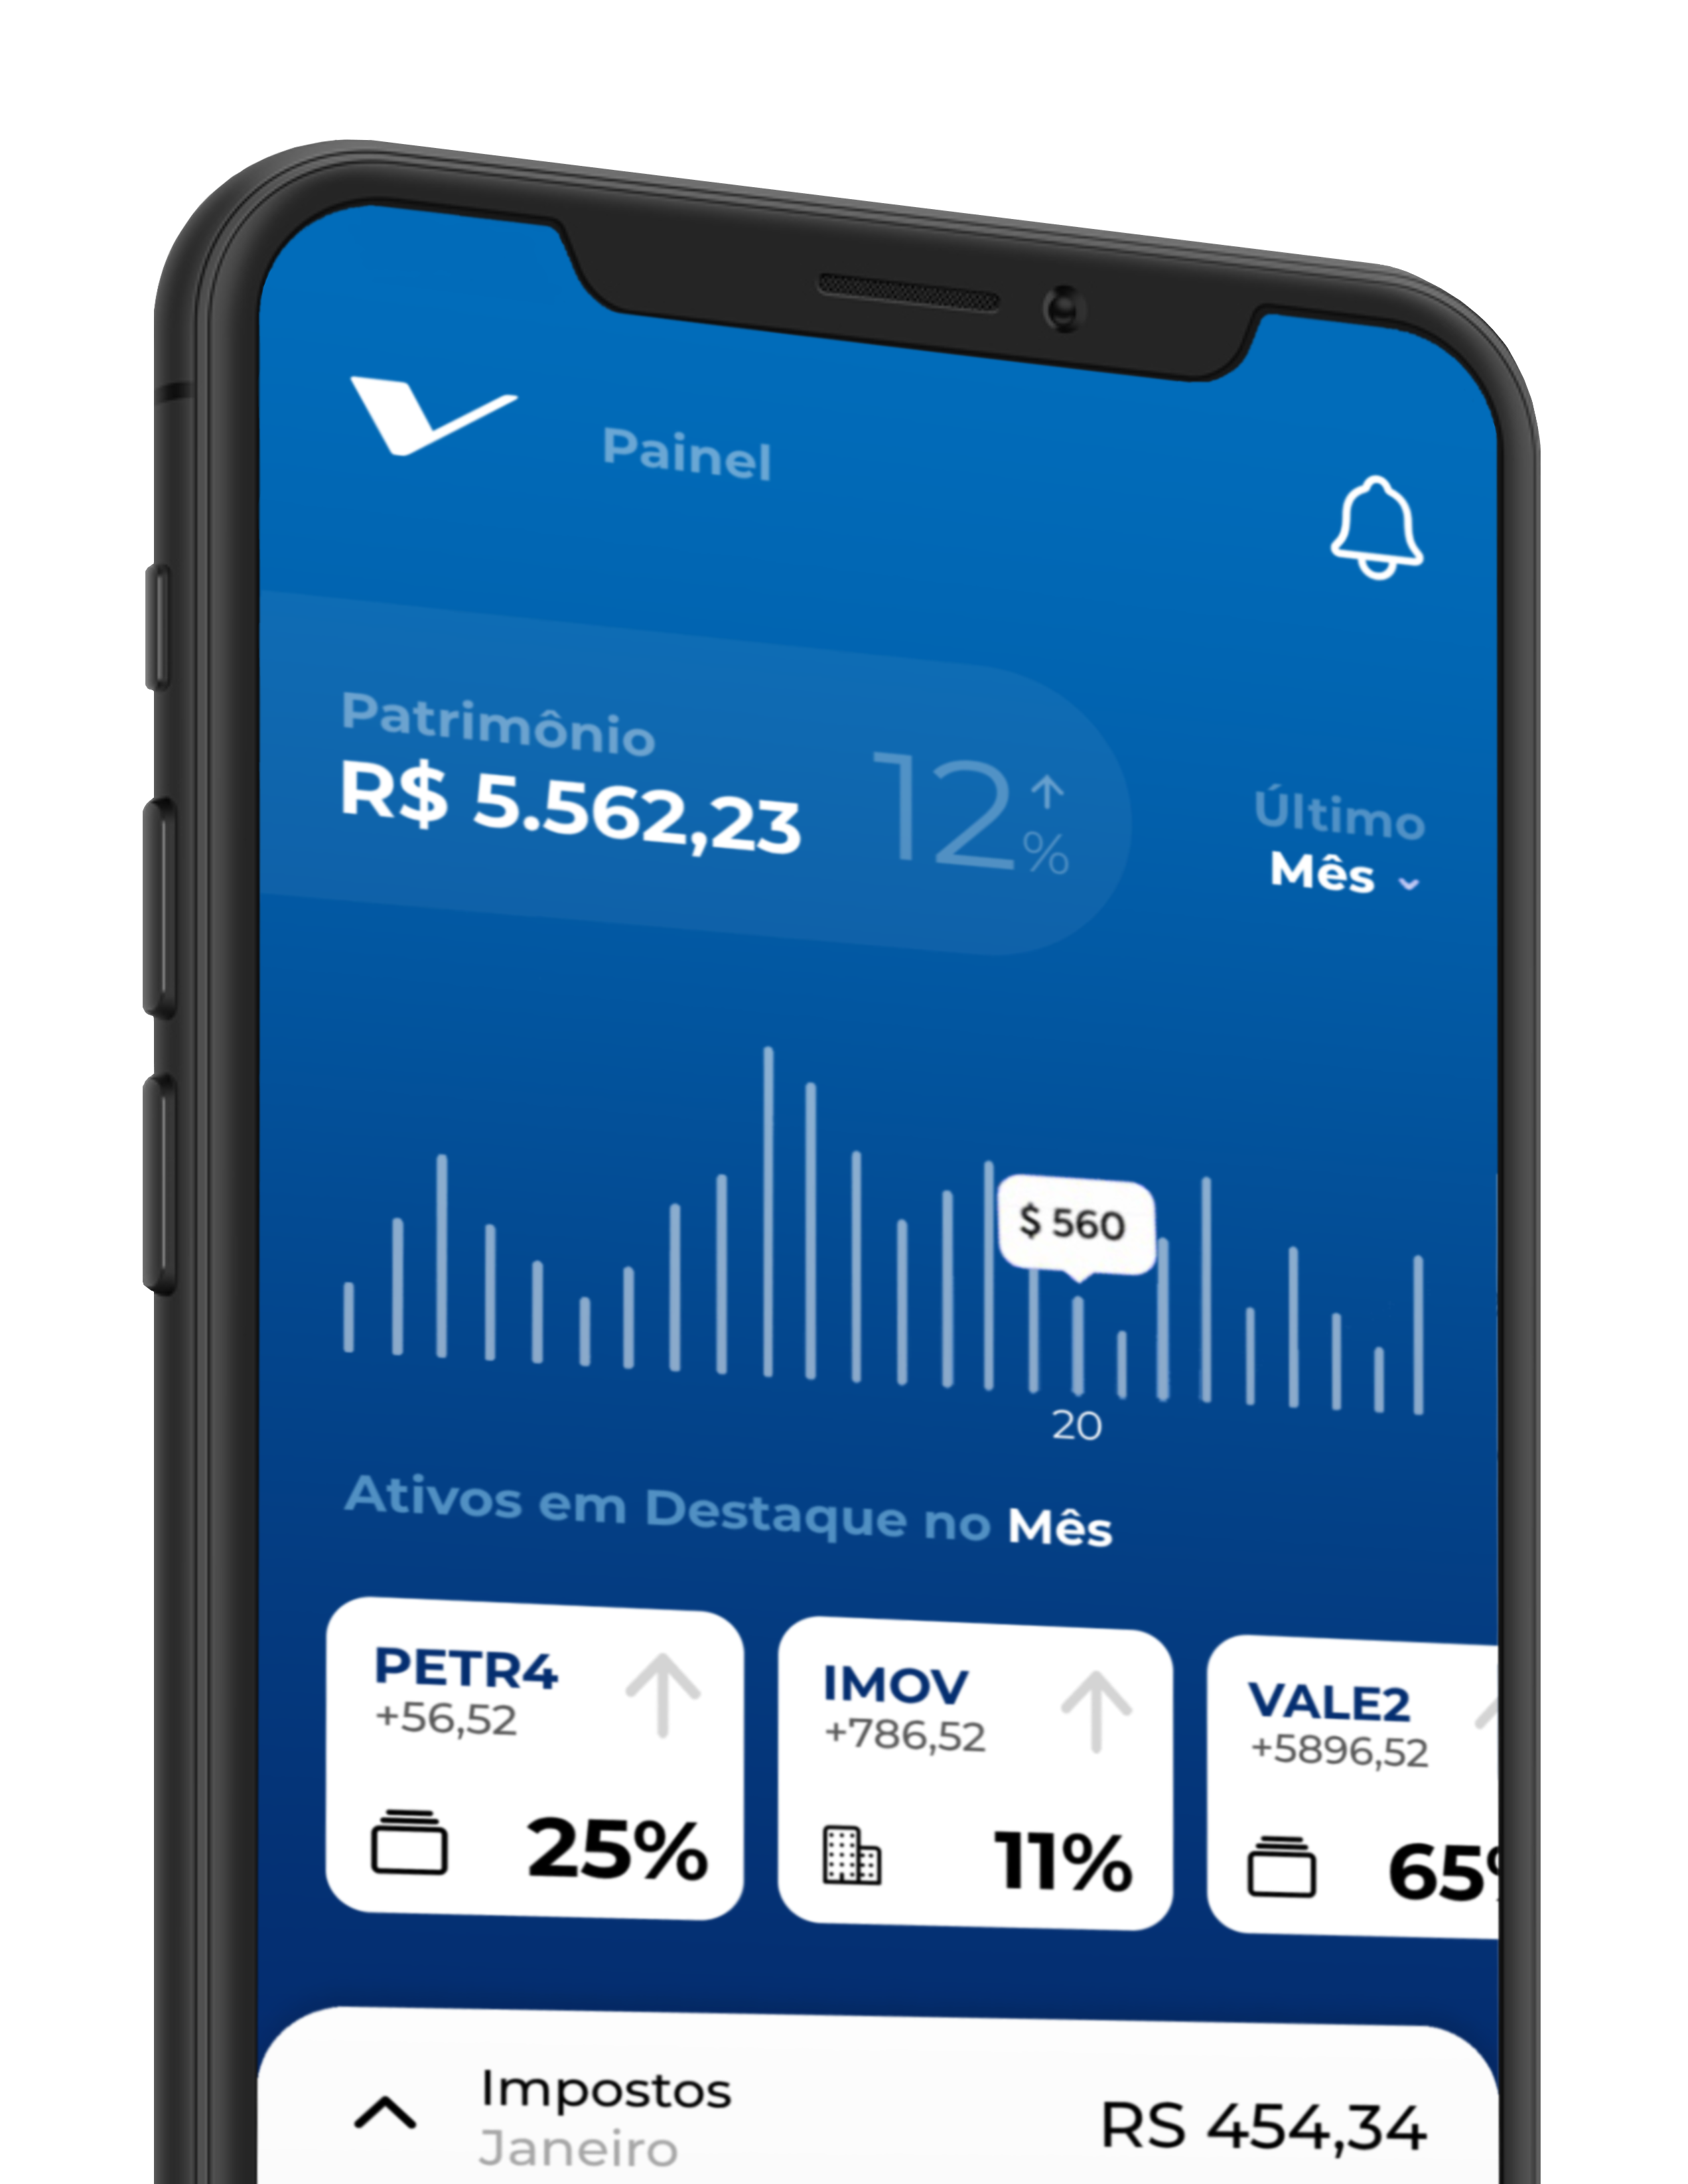 Painel
Patrimônio
R$ 5.562,23
12 %
Último
Mês
$ 560
20
Ativos em Destaque no Mês
PETR4
+56,52
25%
IMOV
+786,52
11%
VALE2
+5896,52
65%
Impostos
Janeiro
RS 454,34